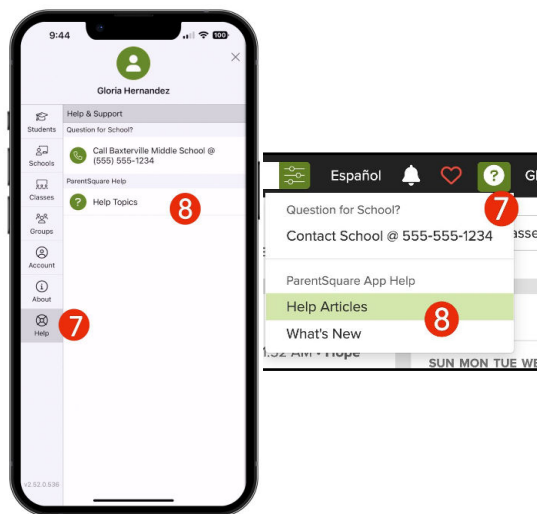 9:44
100
Gloria Hernandez
Students
Schools
Classes
Groups
Account
About
Help
7
Help & Support
Question for School?
Call Baxterville Middle School @
(555) 555-1234
ParentSquare Help
? Help Topics
8
v2.52.0.536
Español ?
7
Question for School?
Contact School @ 555-555-1234
ParentSquare App Help
Help Articles
8
What's New
SUN MON TUE WE